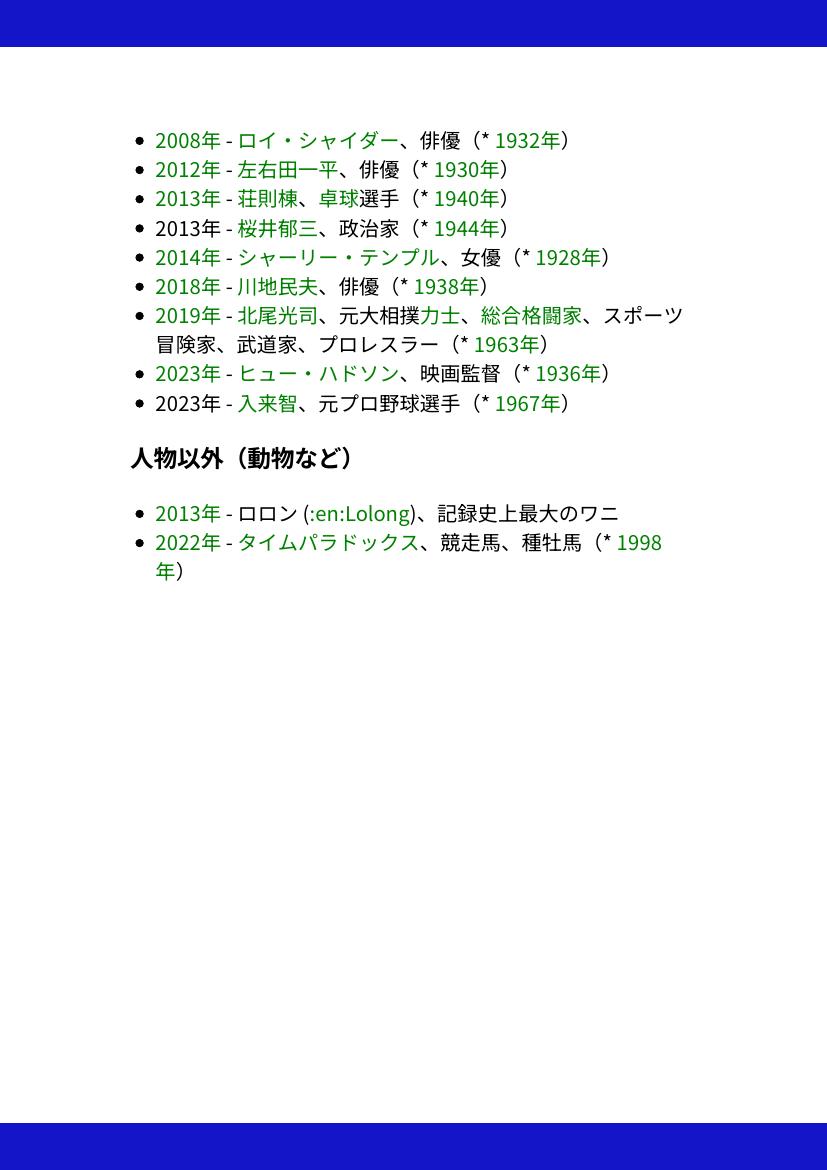 • 2008年 - ロイ・シャイダー、俳優（* 1932年）
• 2012年 - 左右田一平、俳優（* 1930年）
• 2013年 - 荘則棟、卓球選手（* 1940年）
• 2013年 - 桜井郁三、政治家（* 1944年）
• 2014年 - シャーリー・テンプル、女優（* 1928年）
• 2018年 - 川地民夫、俳優（* 1938年）
• 2019年 - 北尾光司、元大相撲力士、総合格闘家、スポーツ
冒険家、武道家、プロレスラー（* 1963年）
• 2023年 - ヒュー・ハドソン、映画監督（* 1936年）
• 2023年 - 入来智、元プロ野球選手（* 1967年）
人物以外（動物など）
• 2013年 - ロロン (:en:Lolong)、記録史上最大のワニ
• 2022年 - タイムパラドックス、競走馬、種牡馬（* 1998
年）